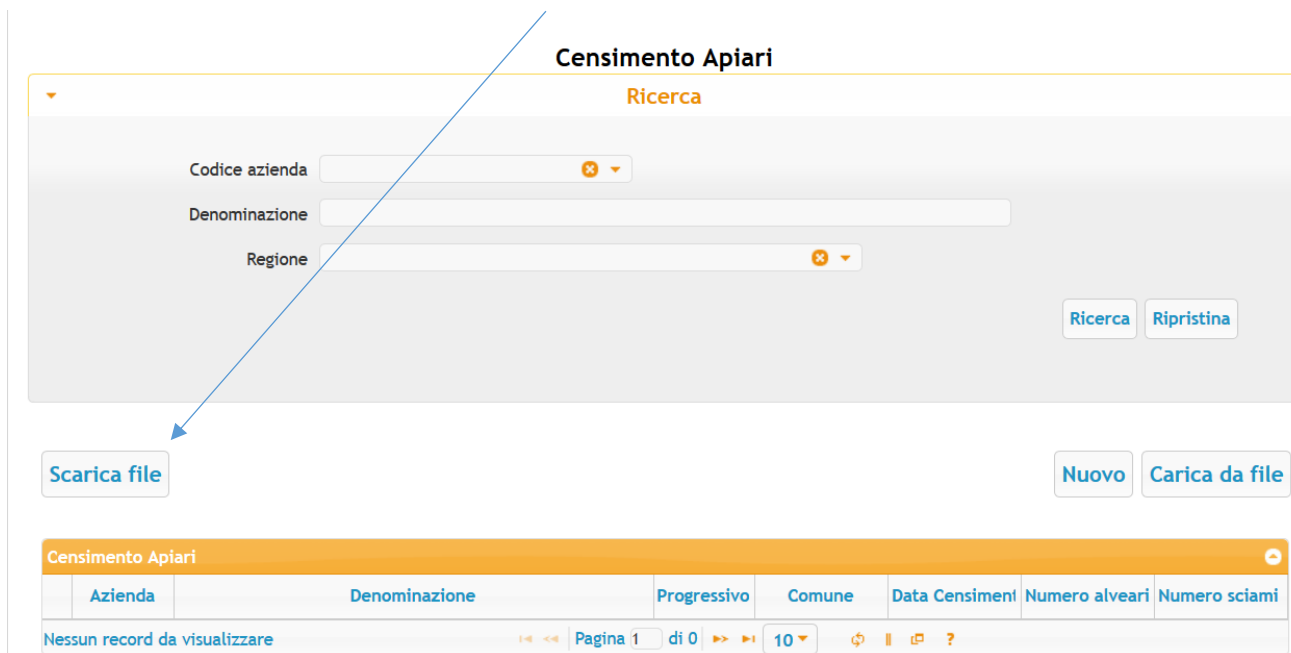 Censimento Apiari
Ricerca
Codice azienda
Denominazione
Regione
Ricerca Ripristina
Scarica file Nuovo Carica da file
Censimento Apiari
Azienda Denominazione Progressivo Comune Data Censiment Numero alveari Numero sciami
Nessun record da visualizzare Pagina 1 di 0 10 ?